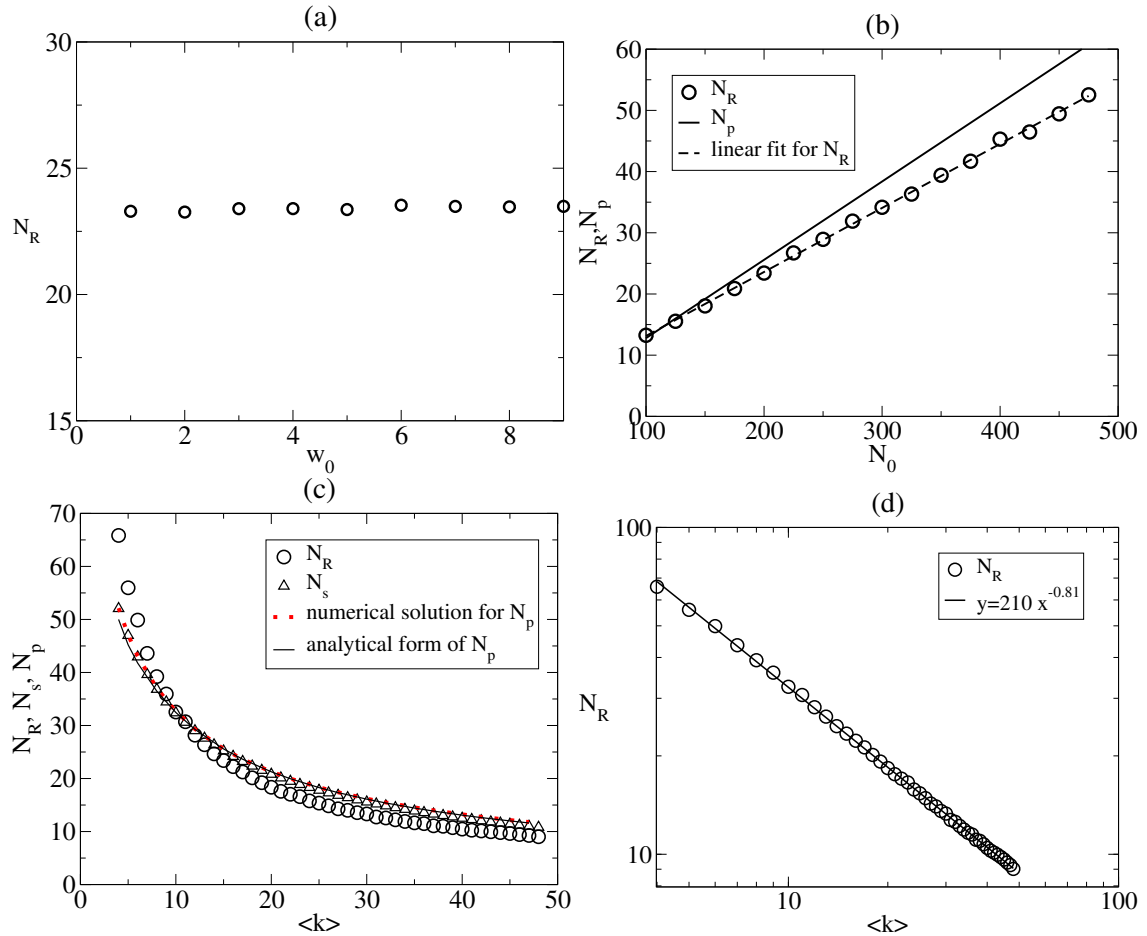 (a)
30
25
20
15
N_R
0 2 4 6 8
w_0
(b)
60
50
40
30
20
10
0
N_R,N_p
N_R
N_p
linear fit for N_R
100 200 300 400 500
N_0
(c)
70
60
50
40
30
20
10
0
N_R, N_s, N_p
N_R
N_s
numerical solution for N_p
analytical form of N_p
0 10 20 30 40 50
<k>
(d)
100
10
N_R
N_R
y=210 x^-0.81
10 100
<k>